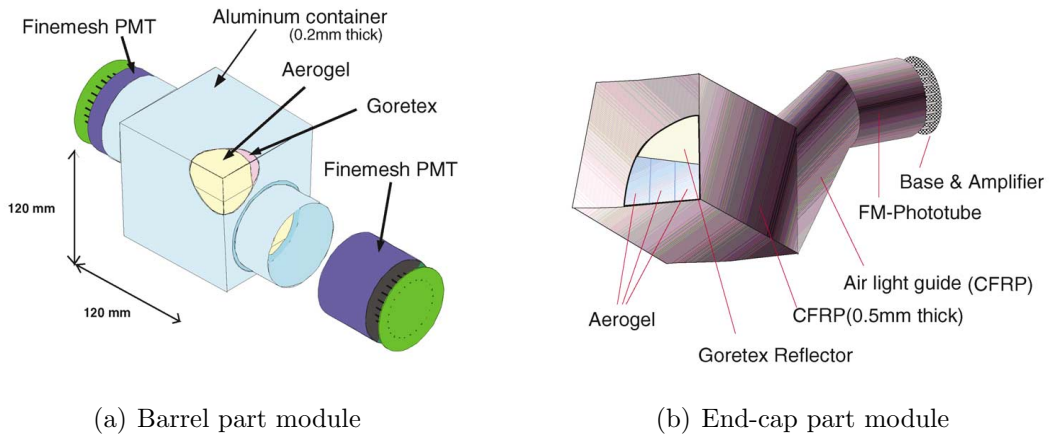 Finemesh PMT
Aluminum container
(0.2mm thick)
Aerogel
Goretex
Finemesh PMT
120 mm
120 mm
Base & Amplifier
FM-Phototube
Air light guide (CFRP)
CFRP(0.5mm thick)
Aerogel
Goretex Reflector
(a) Barrel part module
(b) End-cap part module